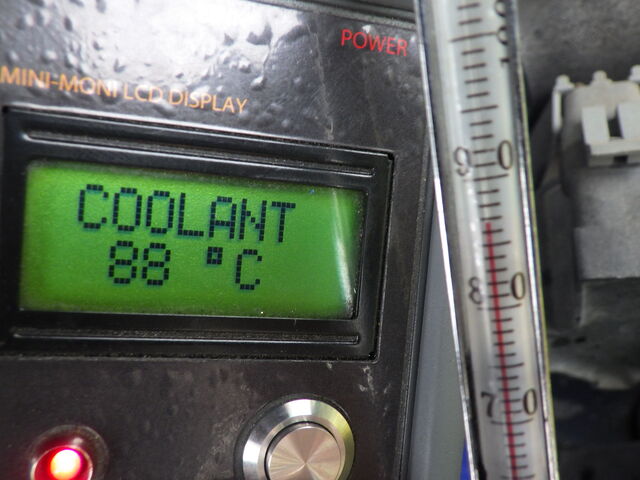 POWER
MINI-MONI LCD DISPLAY
COOLANT
88 °C
90
80
70